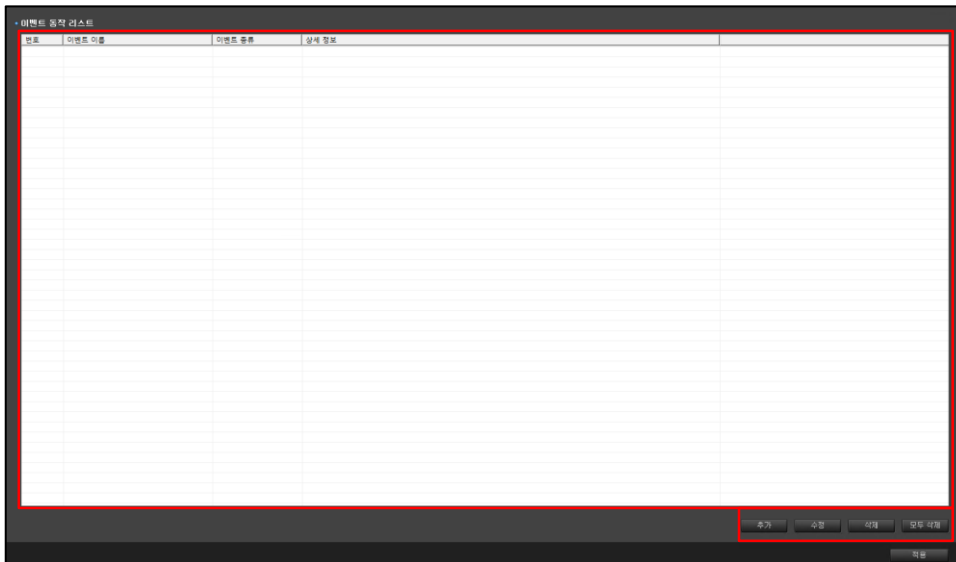 • 이벤트 동작 리스트
번호 이벤트 이름 이벤트 종류 상세 정보
추가 수정 삭제 모두 삭제
적용